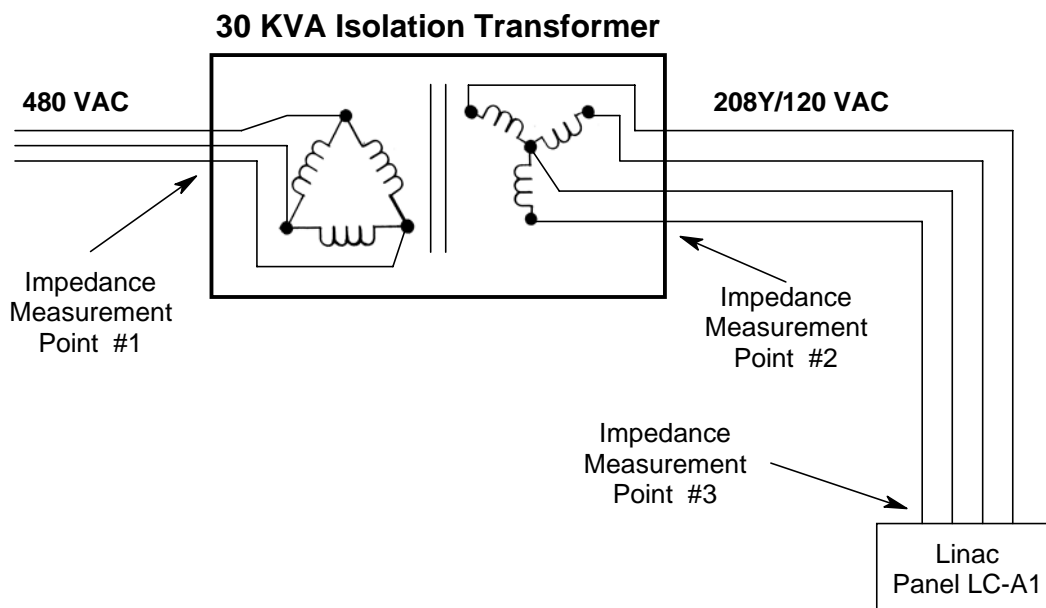 30 KVA Isolation Transformer
480 VAC
208Y/120 VAC
Impedance
Measurement
Point #1
Impedance
Measurement
Point #2
Impedance
Measurement
Point #3
Linac
Panel LC-A1